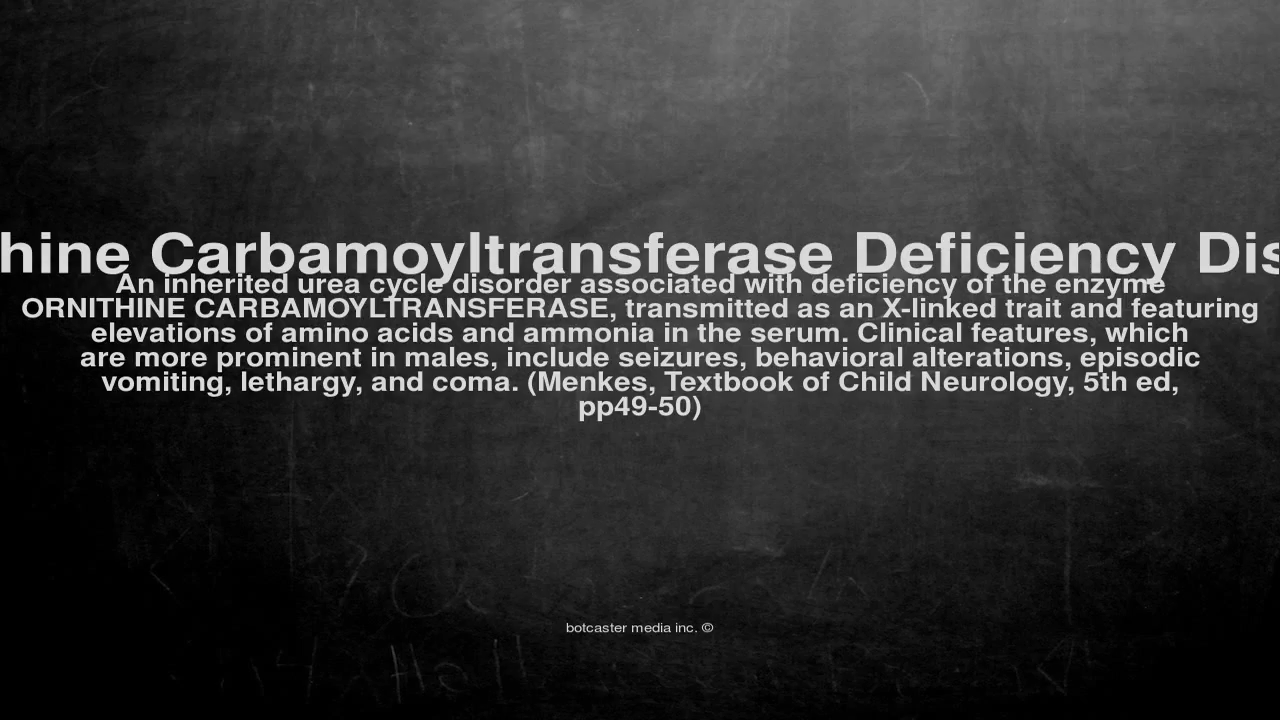 hine Carbamoyltransferase Deficiency Dis
An inherited urea cycle disorder associated with deficiency of the enzyme
ORNITHINE CARBAMOYLTRANSFERASE, transmitted as an X-linked trait and featuring
elevations of amino acids and ammonia in the serum. Clinical features, which
are more prominent in males, include seizures, behavioral alterations, episodic
vomiting, lethargy, and coma. (Menkes, Textbook of Child Neurology, 5th ed,
pp49-50)
botcaster media inc. ©